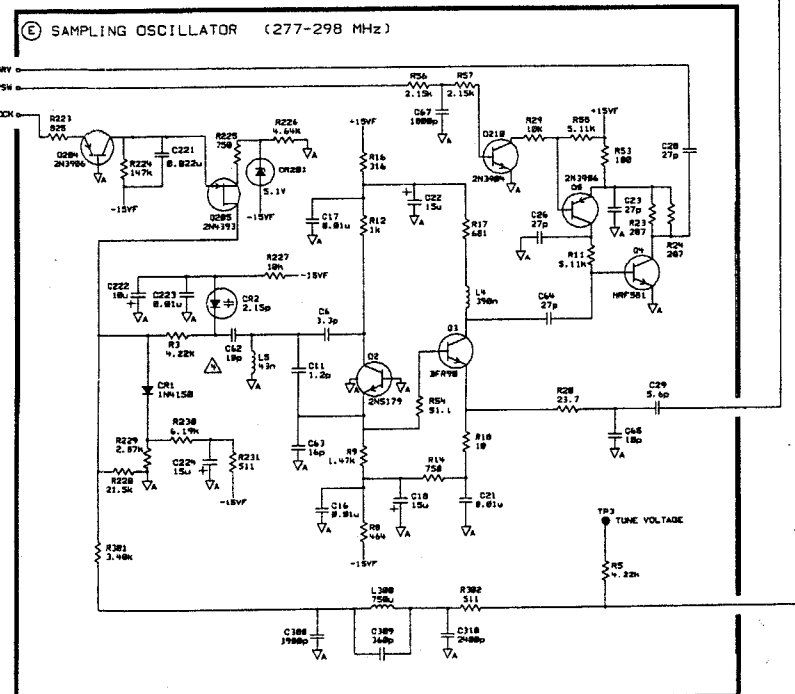 E SAMPLING OSCILLATOR (277-298 MHz)
R56
2.15k
R57
2.15k
C67
1000p
R223
825
Q204
2N3906
R224
147k
C221
0.022u
-15VF
R225
750
R226
4.64K
CR201
5.1V
-15VF
Q205
2N4393
+15VF
R16
316
C17
0.01u
R12
1k
C22
15u
R17
681
L4
390n
Q210
2N3904
R29
10k
R55
5.11K
+15VF
R53
100
2N3906
C26
27p
R11
5.11K
C23
27p
R23
287
R24
287
C28
27p
Q4
MRF581
C64
27p
R227
10k
-15VF
C222
10u
C223
0.01u
CR2
2.15p
R3
4.22K
C62
10p
4
L5
43n
C6
3.3p
C11
1.2p
Q2
2N5179
Q3
BFR90
R54
51.1
C63
16p
R9
1.47k
R14
750
R10
10
R28
23.7
C29
5.6p
C65
10p
CR1
1N4150
R230
6.19k
R229
2.87k
R228
21.5k
C224
15u
R231
511
-15VF
C16
0.01u
C18
15u
C21
0.01u
R8
464
-15VF
TP3
TUNE VOLTAGE
R5
4.22K
R301
3.48k
L300
750u
R302
511
C308
3900p
C309
360p
C310
2400p
A